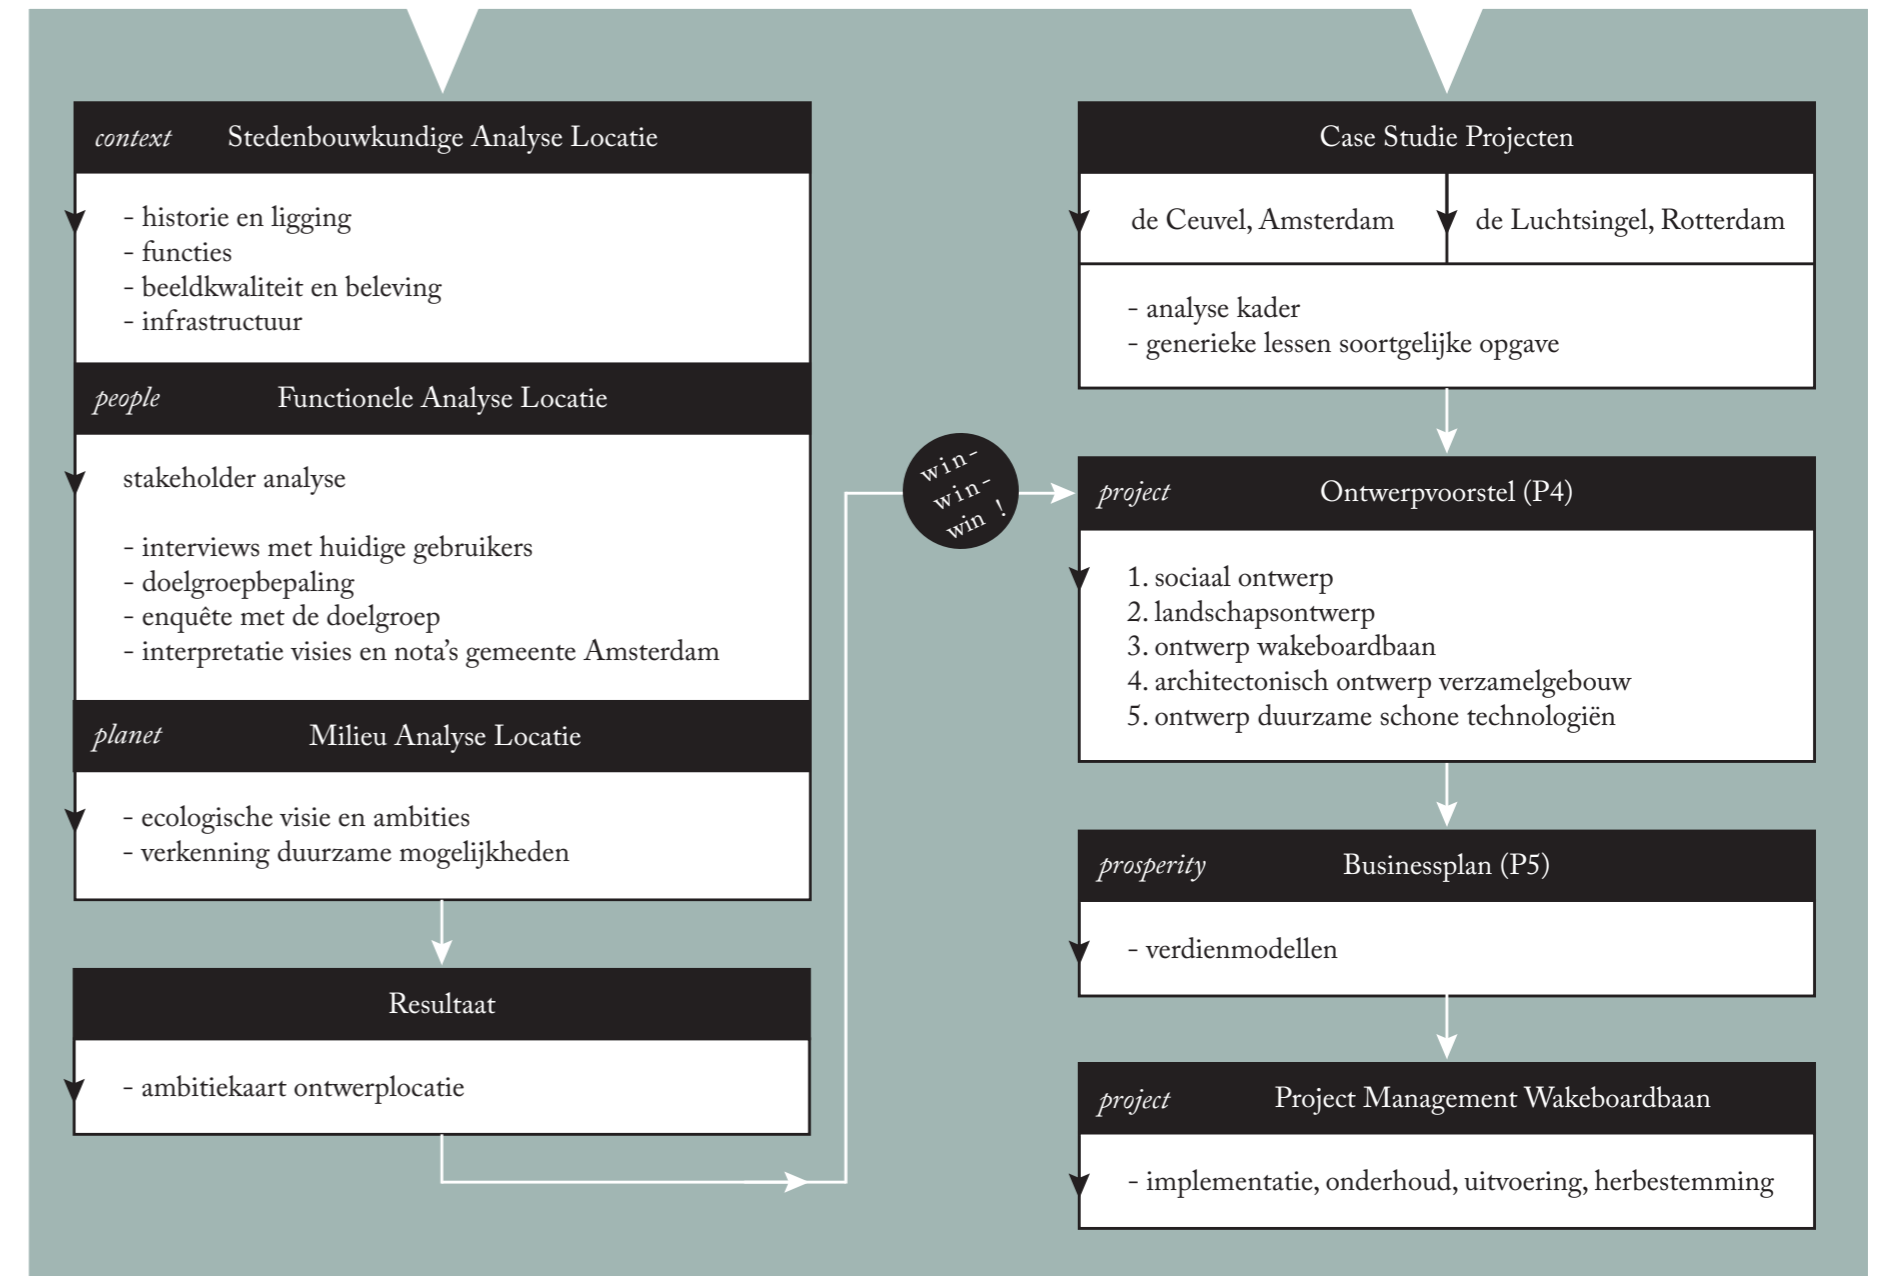 context Stedenbouwkundige Analyse Locatie
- historie en ligging
- functies
- beeldkwaliteit en beleving
- infrastructuur
people Functionele Analyse Locatie
stakeholder analyse
- interviews met huidige gebruikers
- doelgroepbepaling
- enquête met de doelgroep
- interpretatie visies en nota's gemeente Amsterdam
planet Milieu Analyse Locatie
- ecologische visie en ambities
- verkenning duurzame mogelijkheden
Resultaat
- ambitiekaart ontwerplocatie
win-
win-
win !
Case Studie Projecten
de Ceuvel, Amsterdam
de Luchtsingel, Rotterdam
- analyse kader
- generieke lessen soortgelijke opgave
project Ontwerpvoorstel (P4)
1. sociaal ontwerp
2. landschapsontwerp
3. ontwerp wakeboardbaan
4. architectonisch ontwerp verzamelgebouw
5. ontwerp duurzame schone technologiën
prosperity Businessplan (P5)
- verdienmodellen
project Project Management Wakeboardbaan
- implementatie, onderhoud, uitvoering, herbestemming